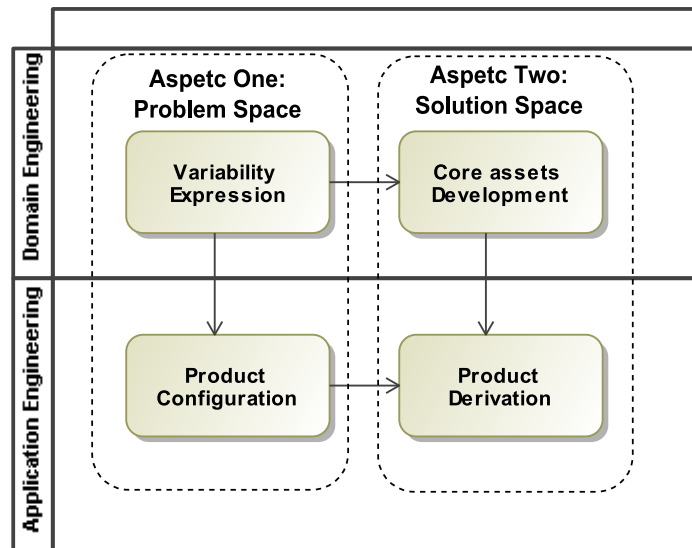 Domain Engineering
Aspetc One:
Problem Space
Aspetc Two:
Solution Space
Variability
Expression
Core assets
Development
Application Engineering
Product
Configuration
Product
Derivation